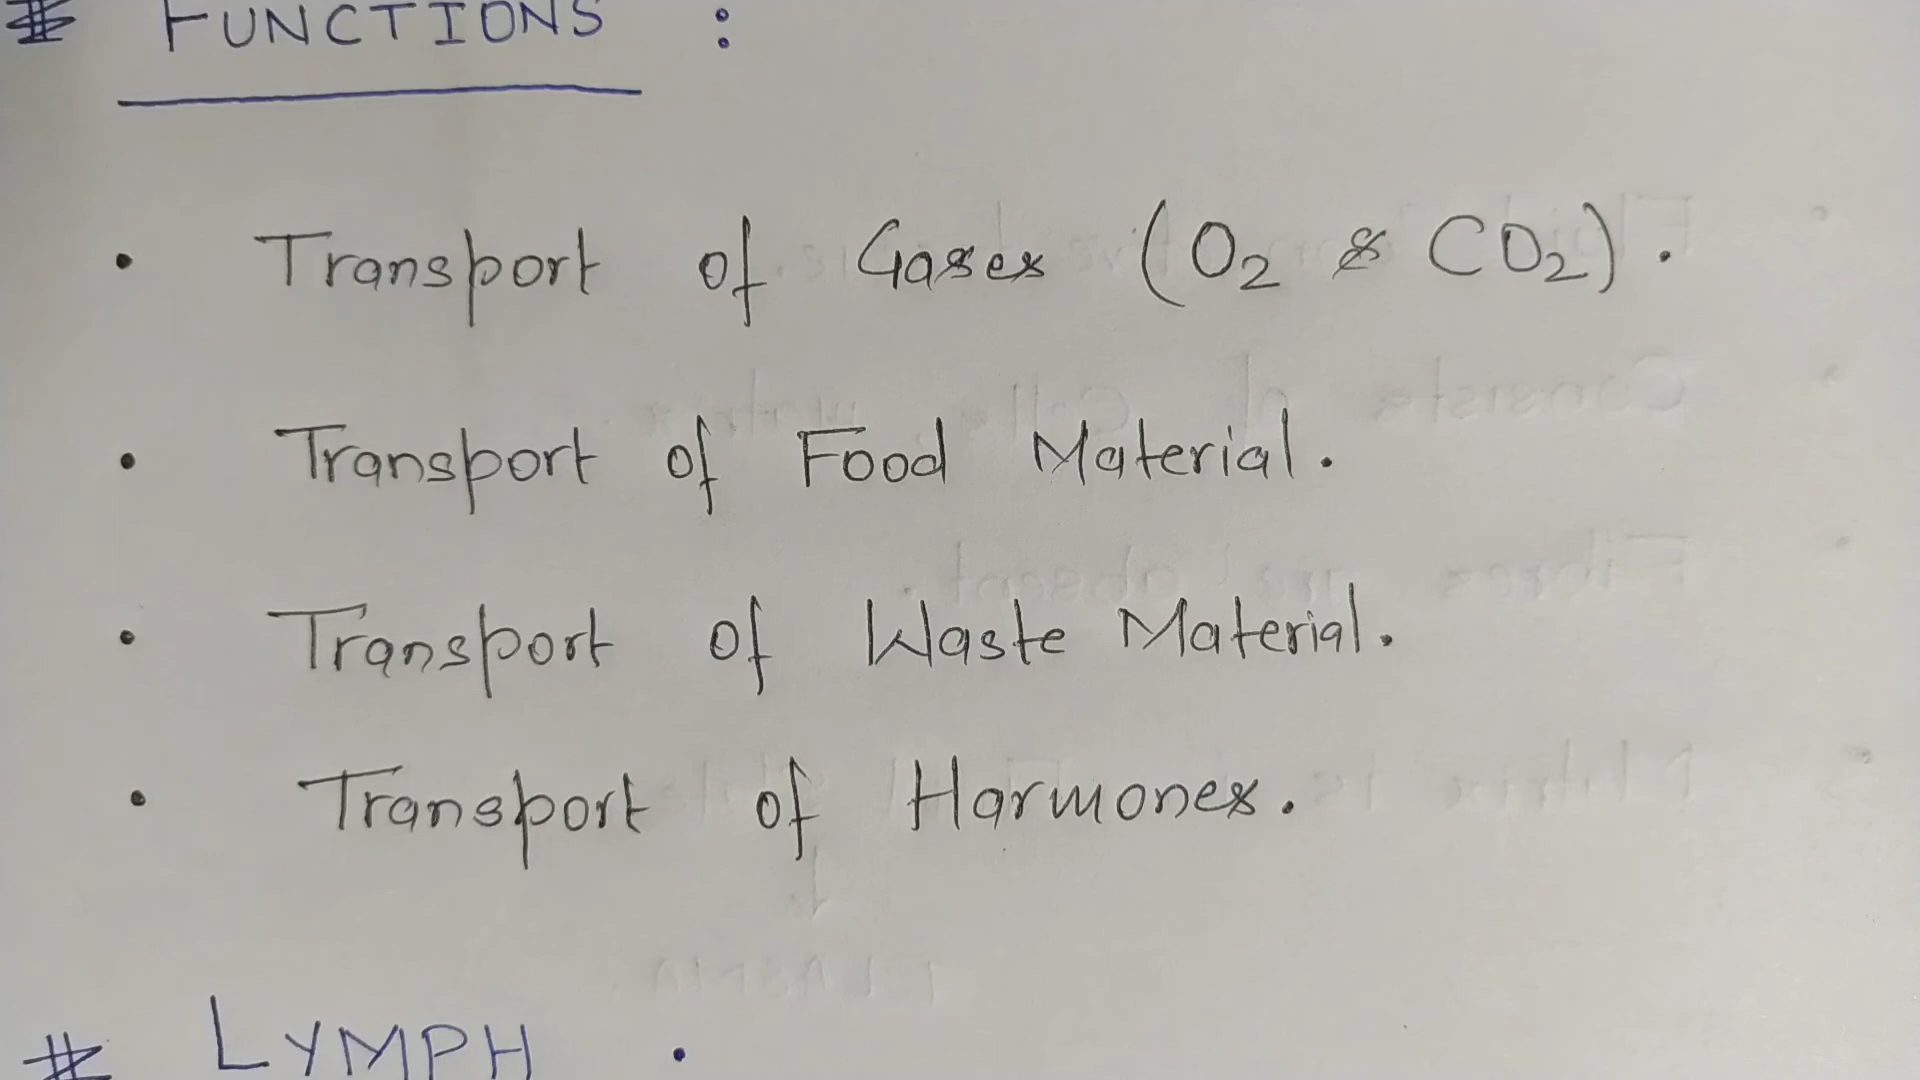 # FUNCTIONS :
• Transport of Gases (O₂ & CO₂).
• Transport of Food Material.
• Transport of Waste Material.
• Transport of Harmones.
# LYMPH :